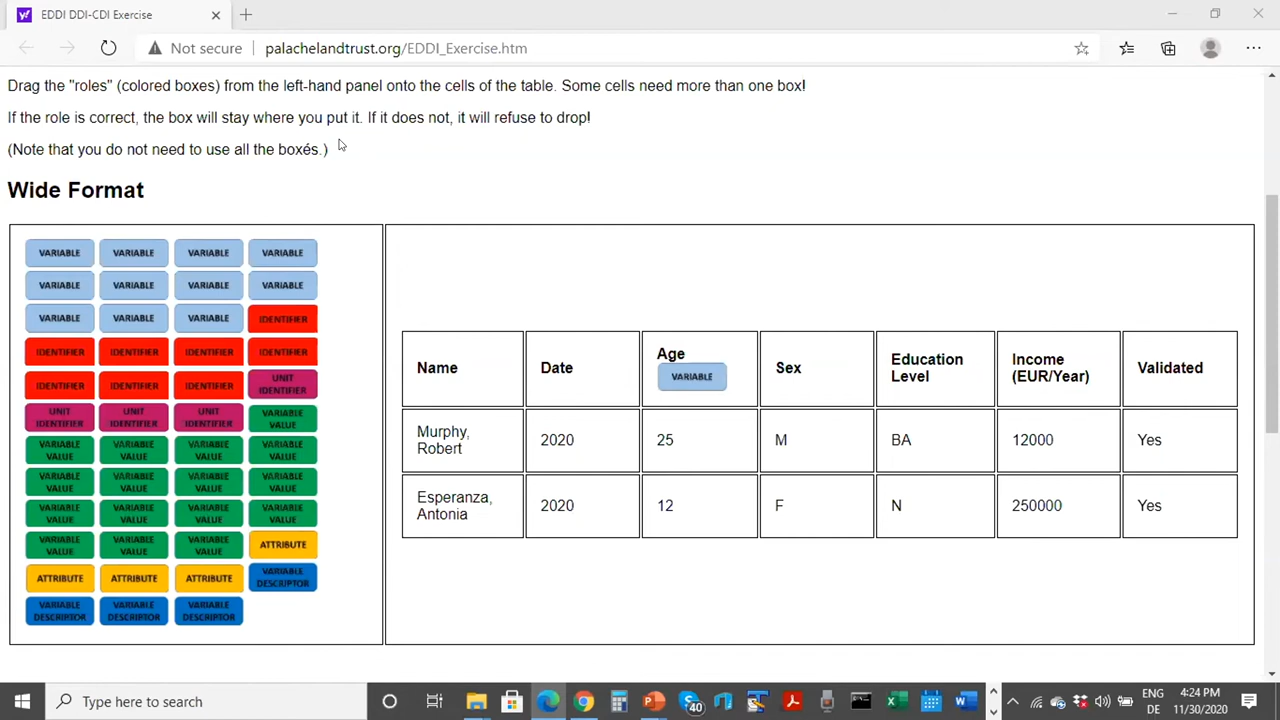 EDDI DDI-CDI Exercise
Not secure | palachelandtrust.org/EDDI_Exercise.htm
Drag the "roles" (colored boxes) from the left-hand panel onto the cells of the table. Some cells need more than one box!
If the role is correct, the box will stay where you put it. If it does not, it will refuse to drop!
(Note that you do not need to use all the boxés.)
Wide Format
VARIABLE VARIABLE VARIABLE VARIABLE
VARIABLE VARIABLE VARIABLE VARIABLE
VARIABLE VARIABLE VARIABLE IDENTIFIER
IDENTIFIER IDENTIFIER IDENTIFIER IDENTIFIER
IDENTIFIER IDENTIFIER IDENTIFIER UNIT IDENTIFIER
UNIT IDENTIFIER UNIT IDENTIFIER UNIT IDENTIFIER VARIABLE VALUE
VARIABLE VALUE VARIABLE VALUE VARIABLE VALUE VARIABLE VALUE
VARIABLE VALUE VARIABLE VALUE VARIABLE VALUE VARIABLE VALUE
VARIABLE VALUE VARIABLE VALUE VARIABLE VALUE VARIABLE VALUE
VARIABLE VALUE VARIABLE VALUE VARIABLE VALUE ATTRIBUTE
ATTRIBUTE ATTRIBUTE ATTRIBUTE VARIABLE DESCRIPTOR
VARIABLE DESCRIPTOR VARIABLE DESCRIPTOR VARIABLE DESCRIPTOR
Name Date Age VARIABLE Sex Education Level Income (EUR/Year) Validated
Murphy, Robert 2020 25 M BA 12000 Yes
Esperanza, Antonia 2020 12 F N 250000 Yes
Type here to search
40
ENG
DE
4:24 PM
11/30/2020